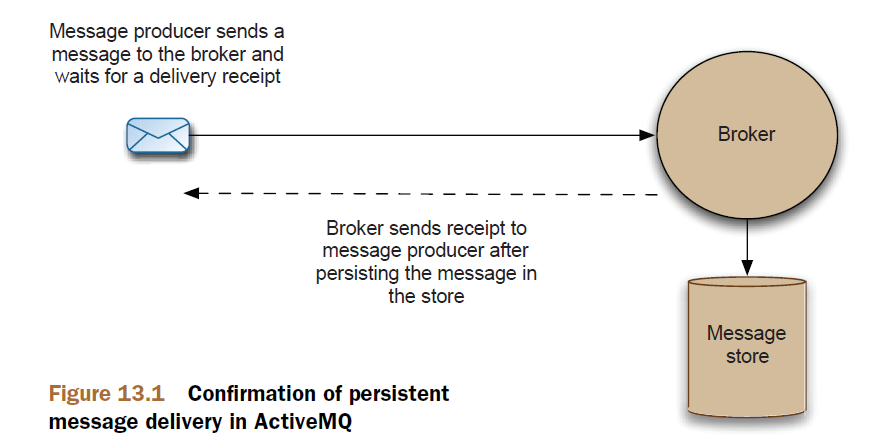 Message producer sends a
message to the broker and
waits for a delivery receipt
Broker
Broker sends receipt to
message producer after
persisting the message in
the store
Message
store
Figure 13.1 Confirmation of persistent
message delivery in ActiveMQ